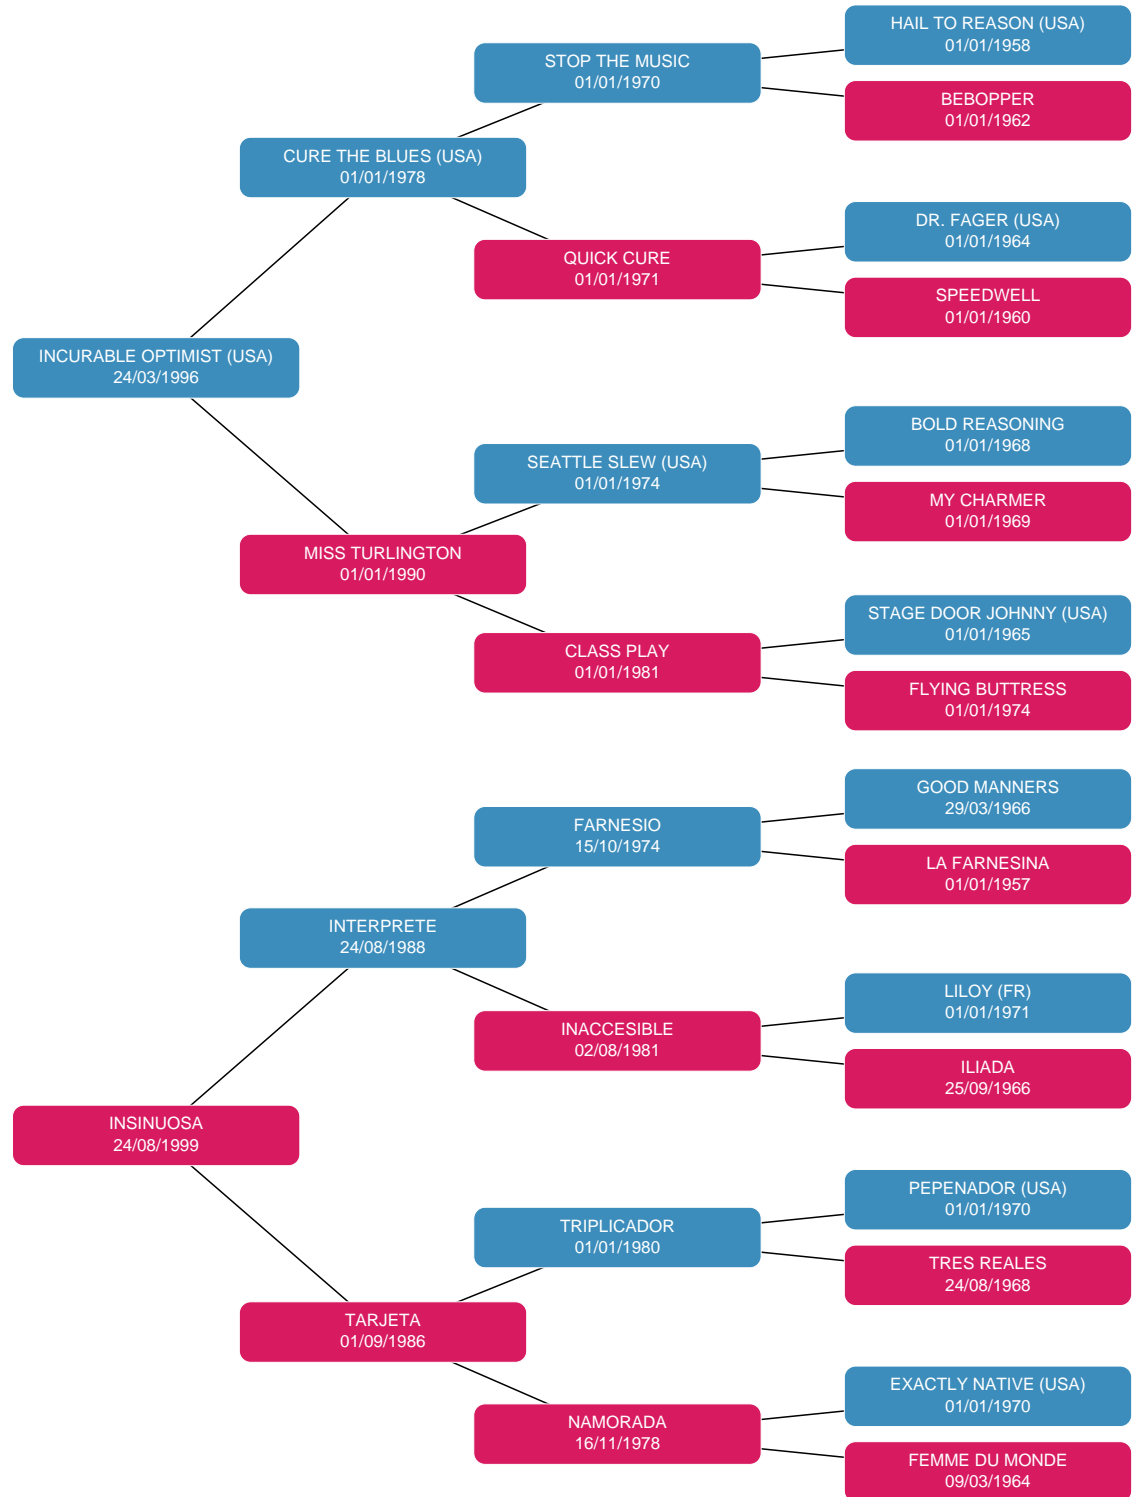 HAIL TO REASON (USA)
01/01/1958
STOP THE MUSIC
01/01/1970
BEBOPPER
01/01/1962
CURE THE BLUES (USA)
01/01/1978
DR. FAGER (USA)
01/01/1964
QUICK CURE
01/01/1971
SPEEDWELL
01/01/1960
INCURABLE OPTIMIST (USA)
24/03/1996
BOLD REASONING
01/01/1968
SEATTLE SLEW (USA)
01/01/1974
MY CHARMER
01/01/1969
MISS TURLINGTON
01/01/1990
STAGE DOOR JOHNNY (USA)
01/01/1965
CLASS PLAY
01/01/1981
FLYING BUTTRESS
01/01/1974
GOOD MANNERS
29/03/1966
FARNESIO
15/10/1974
LA FARNESINA
01/01/1957
INTERPRETE
24/08/1988
LILOY (FR)
01/01/1971
INACCESIBLE
02/08/1981
ILIADA
25/09/1966
INSINUOSA
24/08/1999
PEPENADOR (USA)
01/01/1970
TRIPLICADOR
01/01/1980
TRES REALES
24/08/1968
TARJETA
01/09/1986
EXACTLY NATIVE (USA)
01/01/1970
NAMORADA
16/11/1978
FEMME DU MONDE
09/03/1964